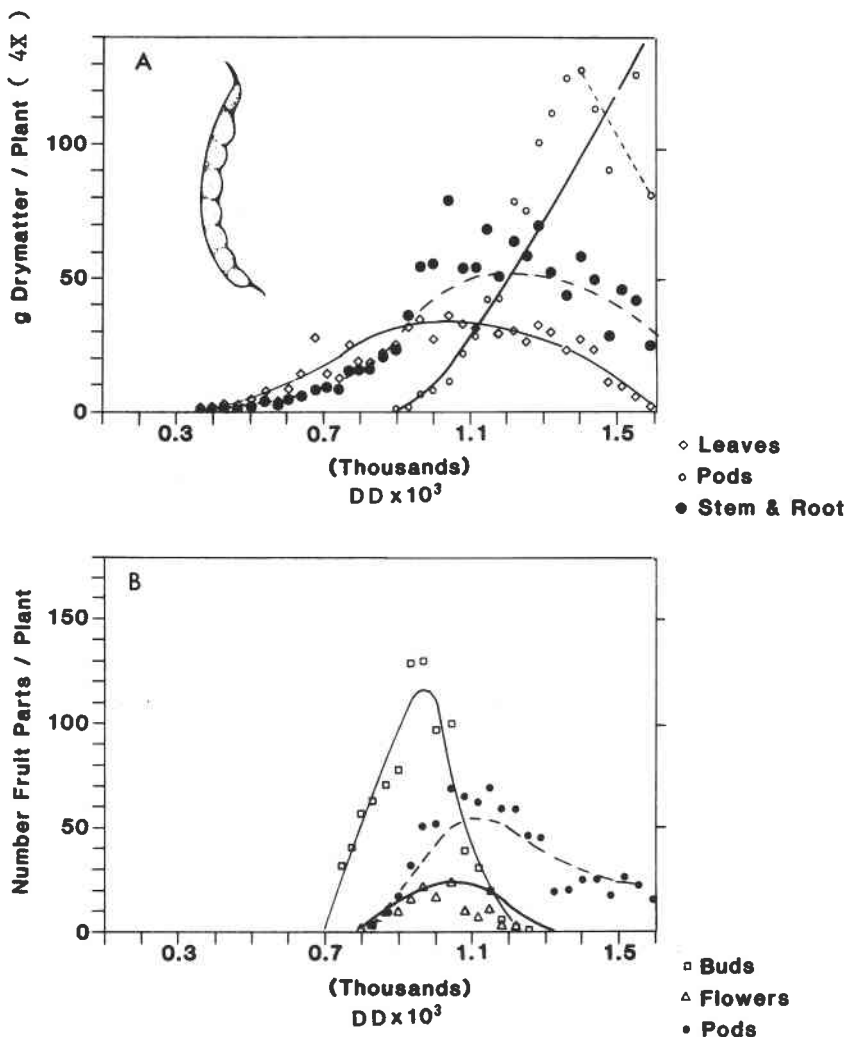 g Drymatter / Plant ( 4X )
A
100
50
0
0.3 0.7 1.1 1.5
(Thousands)
DD x 10³
◇ Leaves
○ Pods
● Stem & Root
Number Fruit Parts / Plant
B
150
100
50
0
0.3 0.7 1.1 1.5
(Thousands)
DD x 10³
□ Buds
△ Flowers
• Pods